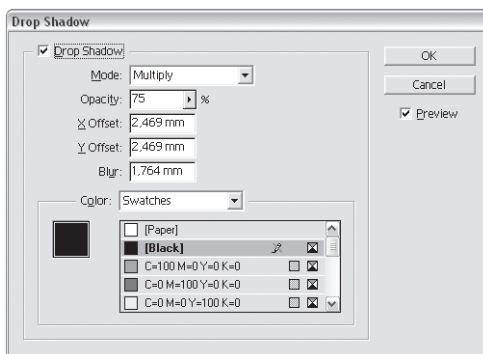 Drop Shadow
Drop Shadow
OK
Mode: Multiply
Cancel
Opacity: 75 %
Preview
X Offset: 2,469 mm
Y Offset: 2,469 mm
Blur: 1,764 mm
Color: Swatches
[Paper]
[Black]
C=100 M=0 Y=0 K=0
C=0 M=100 Y=0 K=0
C=0 M=0 Y=100 K=0